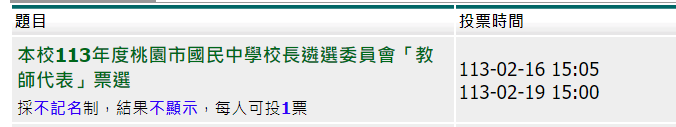 題目 投票時間
本校113年度桃園市國民中學校長遴選委員會「教
師代表」票選
採不記名制，結果不顯示，每人可投1票
113-02-16 15:05
113-02-19 15:00